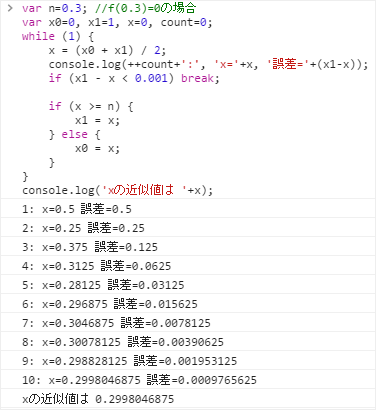 > var n=0.3; //f(0.3)=0の場合
var x0=0, x1=1, x=0, count=0;
while (1) {
    x = (x0 + x1) / 2;
    console.log(++count+':', 'x='+x, '誤差='+(x1-x));
    if (x1 - x < 0.001) break;

    if (x >= n) {
        x1 = x;
    } else {
        x0 = x;
    }
}
console.log('xの近似値は '+x);
1: x=0.5 誤差=0.5
2: x=0.25 誤差=0.25
3: x=0.375 誤差=0.125
4: x=0.3125 誤差=0.0625
5: x=0.28125 誤差=0.03125
6: x=0.296875 誤差=0.015625
7: x=0.3046875 誤差=0.0078125
8: x=0.30078125 誤差=0.00390625
9: x=0.298828125 誤差=0.001953125
10: x=0.2998046875 誤差=0.0009765625
xの近似値は 0.2998046875